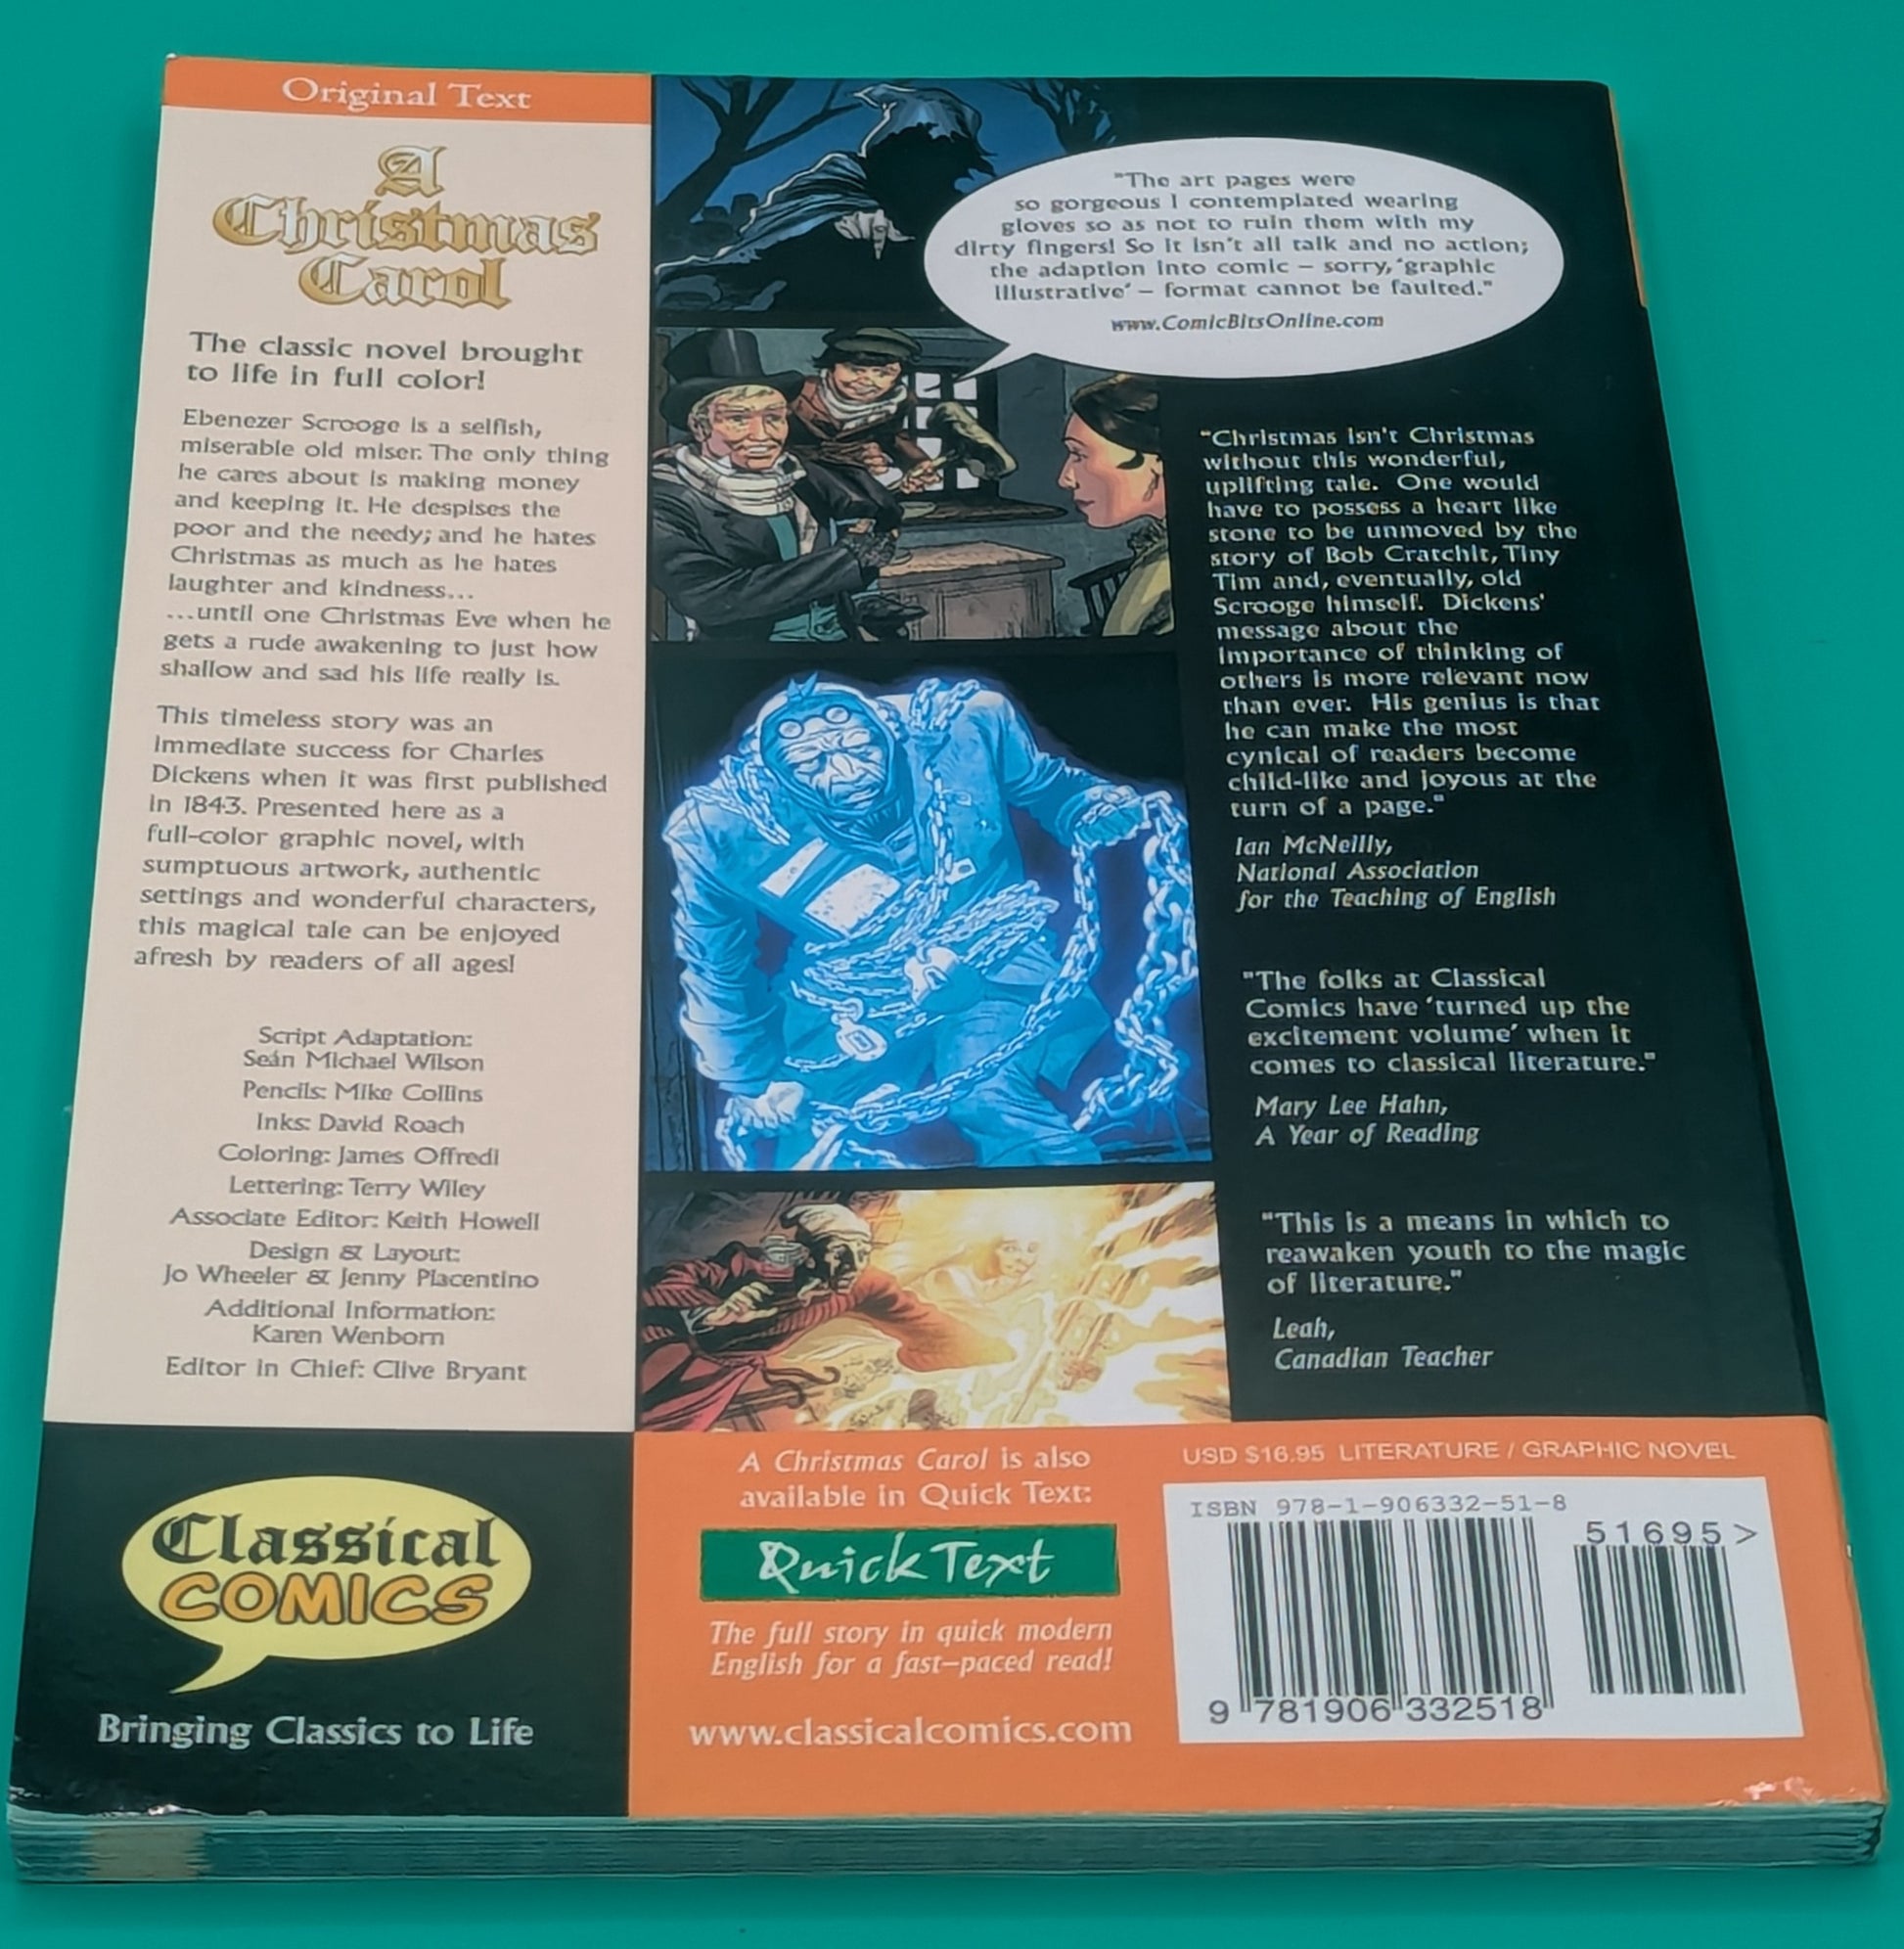 Original Text
A
Christmas
Carol
The classic novel brought
to life in full color!
Ebenezer Scrooge is a selfish,
miserable old miser. The only thing
he cares about is making money
and keeping it. He despises the
poor and the needy; and he hates
Christmas as much as he hates
laughter and kindness...
...until one Christmas Eve when he
gets a rude awakening to just how
shallow and sad his life really is.
This timeless story was an
immediate success for Charles
Dickens when it was first published
in 1843. Presented here as a
full-color graphic novel, with
sumptuous artwork, authentic
settings and wonderful characters,
this magical tale can be enjoyed
afresh by readers of all ages!
Script Adaptation:
Seán Michael Wilson
Pencils: Mike Collins
Inks: David Roach
Coloring: James Offredi
Lettering: Terry Wiley
Associate Editor: Keith Howell
Design & Layout:
Jo Wheeler & Jenny Placentino
Additional Information:
Karen Wenborn
Editor in Chief: Clive Bryant
Classical
COMICS
Bringing Classics to Life
"The art pages were
so gorgeous I contemplated wearing
gloves so as not to ruin them with my
dirty fingers! So it isn't all talk and no action;
the adaption into comic – sorry, 'graphic
illustrative' – format cannot be faulted."
www.ComicBitsOnline.com
"Christmas isn't Christmas
without this wonderful,
uplifting tale. One would
have to possess a heart like
stone to be unmoved by the
story of Bob Cratchit, Tiny
Tim and, eventually, old
Scrooge himself. Dickens'
message about the
importance of thinking of
others is more relevant now
than ever. His genius is that
he can make the most
cynical of readers become
child-like and joyous at the
turn of a page."
Ian McNeilly,
National Association
for the Teaching of English
"The folks at Classical
Comics have 'turned up the
excitement volume' when it
comes to classical literature."
Mary Lee Hahn,
A Year of Reading
"This is a means in which to
reawaken youth to the magic
of literature."
Leah,
Canadian Teacher
A Christmas Carol is also
available in Quick Text:
Quick Text
The full story in quick modern
English for a fast-paced read!
www.classicalcomics.com
USD $16.95 LITERATURE / GRAPHIC NOVEL
ISBN 978-1-906332-51-8
51695>
9 781906 332518